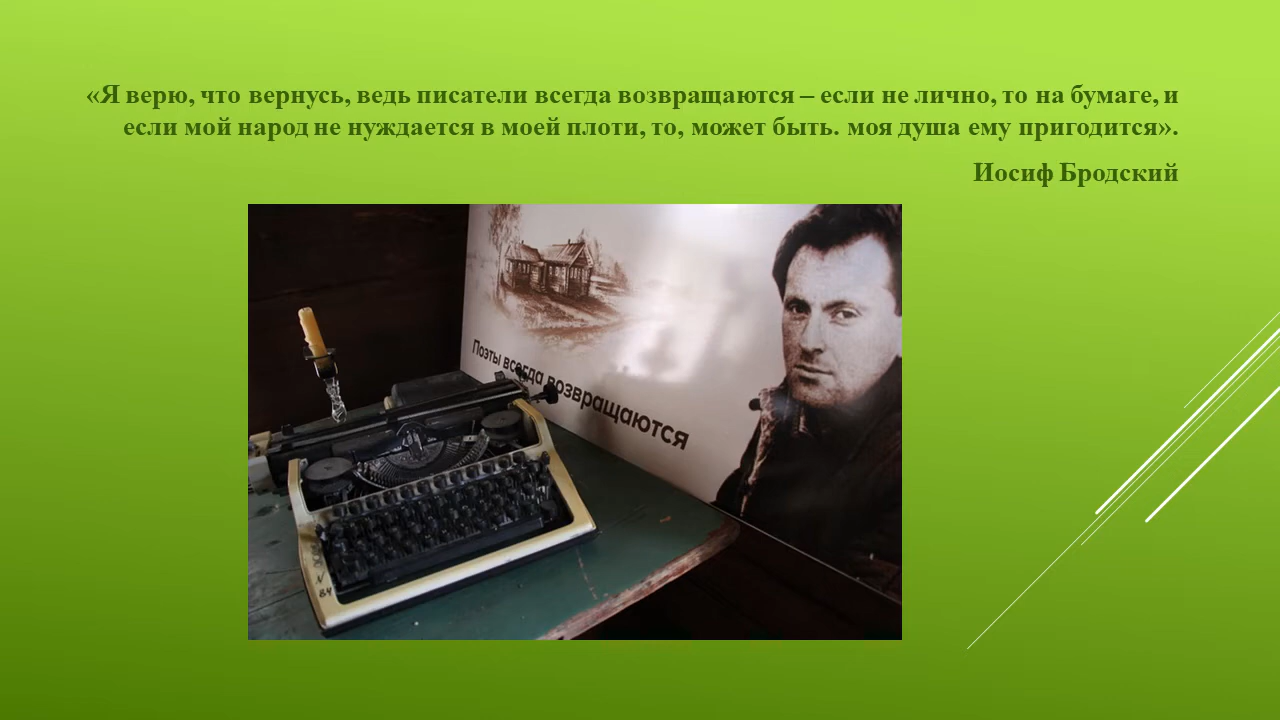 «Я верю, что вернусь, ведь писатели всегда возвращаются – если не лично, то на бумаге, и
если мой народ не нуждается в моей плоти, то, может быть. моя душа ему пригодится».
Иосиф Бродский
Поэты всегда возвращаются
N
84